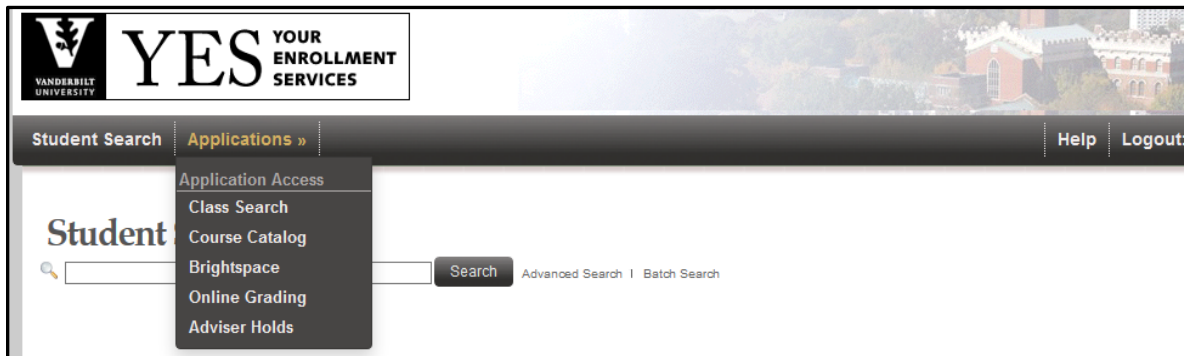 VANDERBILT
UNIVERSITY
YES YOUR
ENROLLMENT
SERVICES
Student Search Applications » Help Logout:
Application Access
Class Search
Student
Course Catalog
Brightspace
Search Advanced Search | Batch Search
Online Grading
Adviser Holds